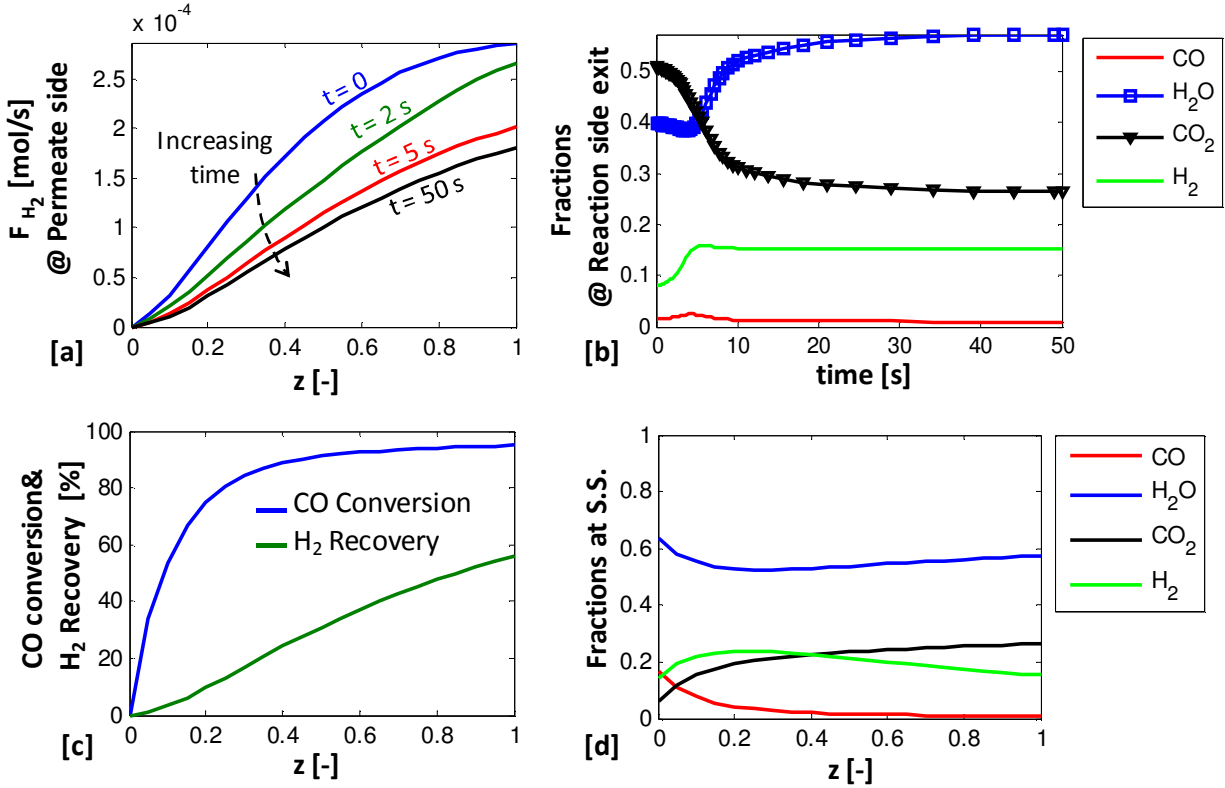 x 10⁻⁴
2.5
2
1.5
1
0.5
0
0 0.2 0.4 0.6 0.8 1
F H₂ [mol/s]
@ Permeate side
t = 0
t = 2 s
t = 5 s
t = 50 s
Increasing
time
z [-]
[a]
0.5
0.4
0.3
0.2
0.1
0
0 10 20 30 40 50
Fractions
@ Reaction side exit
time [s]
[b]
CO
H₂O
CO₂
H₂
100
80
60
40
20
0
0 0.2 0.4 0.6 0.8 1
CO conversion&
H₂ Recovery [%]
CO Conversion
H₂ Recovery
z [-]
[c]
1
0.8
0.6
0.4
0.2
0
0 0.2 0.4 0.6 0.8 1
Fractions at S.S.
z [-]
[d]
CO
H₂O
CO₂
H₂